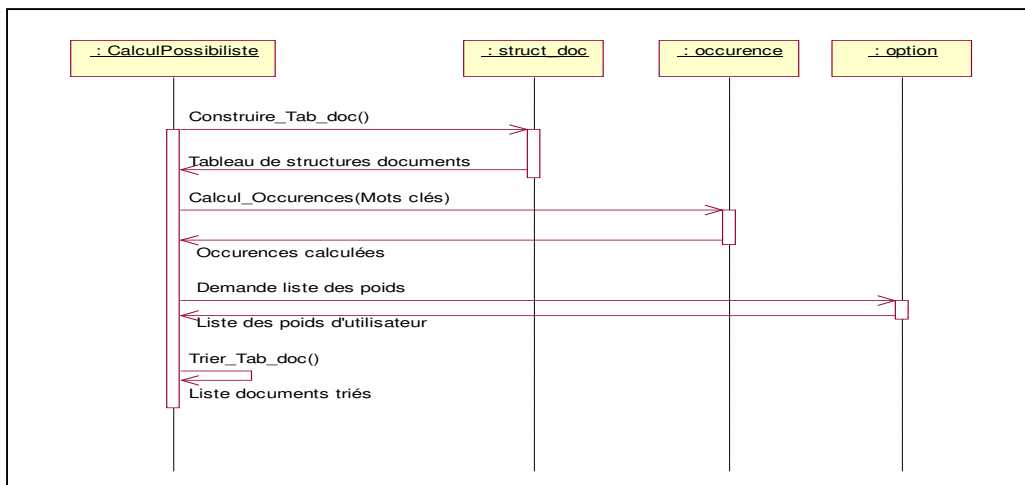 : CalculPossibiliste
: struct_doc
: occurence
: option
Construire_Tab_doc()
Tableau de structures documents
Calcul_Occurences(Mots clés)
Occurences calculées
Demande liste des poids
Liste des poids d'utilisateur
Trier_Tab_doc()
Liste documents triés